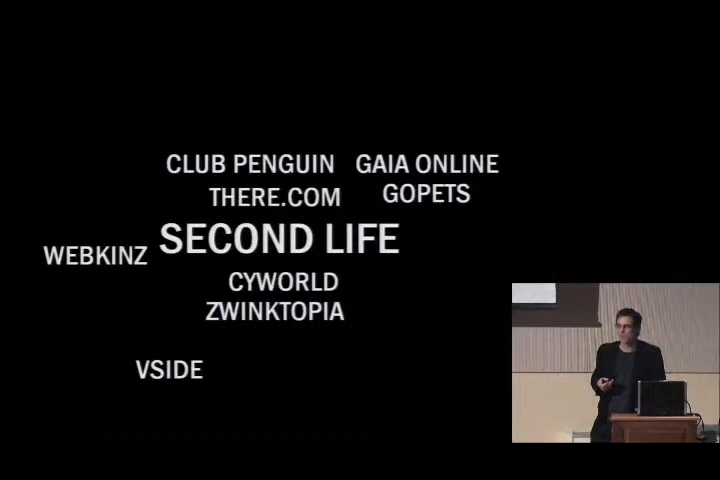 CLUB PENGUIN GAIA ONLINE
THERE.COM GOPETS
SECOND LIFE
WEBKINZ
CYWORLD
ZWINKTOPIA
VSIDE